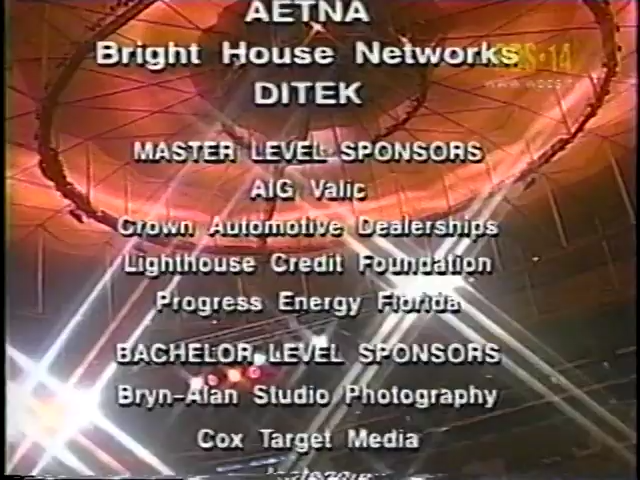 AETNA
Bright House Networks
DITEK
MASTER LEVEL SPONSORS
AIG Valic
Crown Automotive Dealerships
Lighthouse Credit Foundation
Progress Energy Florida
BACHELOR LEVEL SPONSORS
Bryn-Alan Studio Photography
Cox Target Media